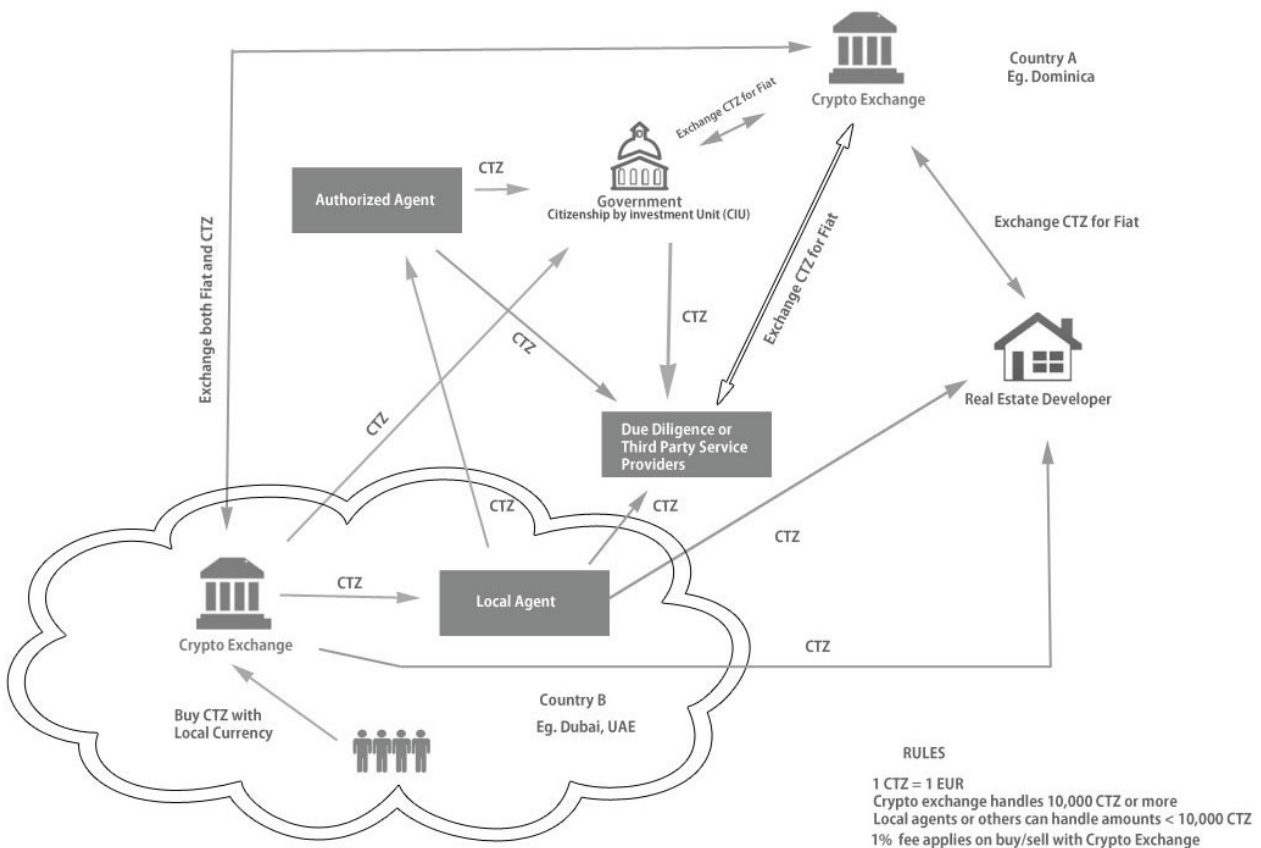 Country A
Eg. Dominica
Crypto Exchange
Exchange CTZ for Fiat
CTZ
Authorized Agent
Government
Citizenship by investment Unit (CIU)
Exchange both Fiat and CTZ
Exchange CTZ for Fiat
Exchange CTZ for Fiat
CTZ
CTZ
Real Estate Developer
CTZ
Due Diligence or
Third Party Service
Providers
CTZ
CTZ
CTZ
CTZ
Local Agent
Crypto Exchange
CTZ
Country B
Eg. Dubai, UAE
Buy CTZ with
Local Currency
RULES
1 CTZ = 1 EUR
Crypto exchange handles 10,000 CTZ or more
Local agents or others can handle amounts < 10,000 CTZ
1% fee applies on buy/sell with Crypto Exchange